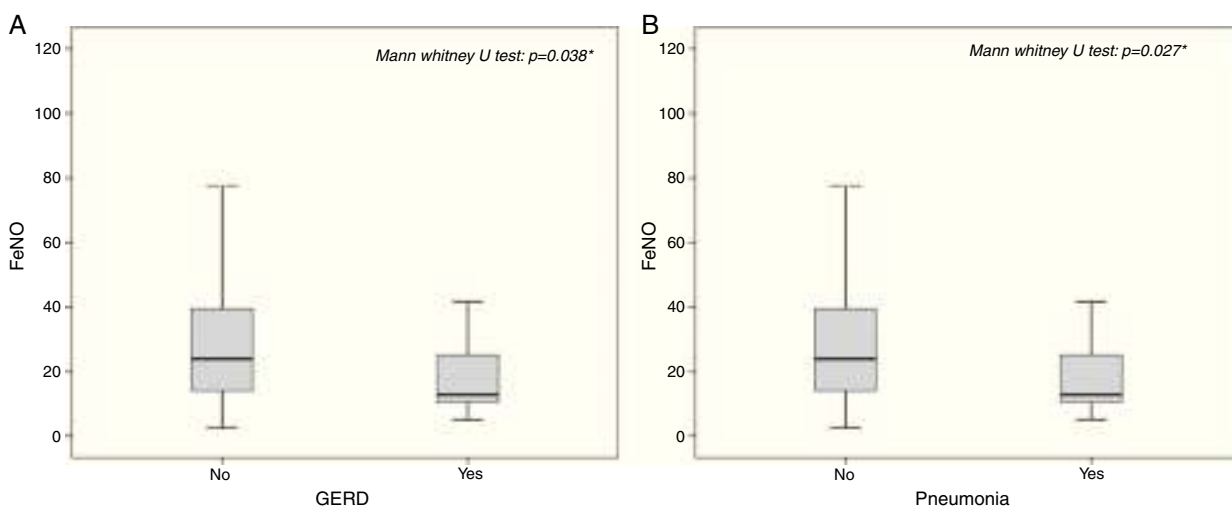 A
Mann whitney U test: p=0.038*
120
100
80
60
40
20
0
FeNO
No
Yes
GERD
B
Mann whitney U test: p=0.027*
120
100
80
60
40
20
0
FeNO
No
Yes
Pneumonia